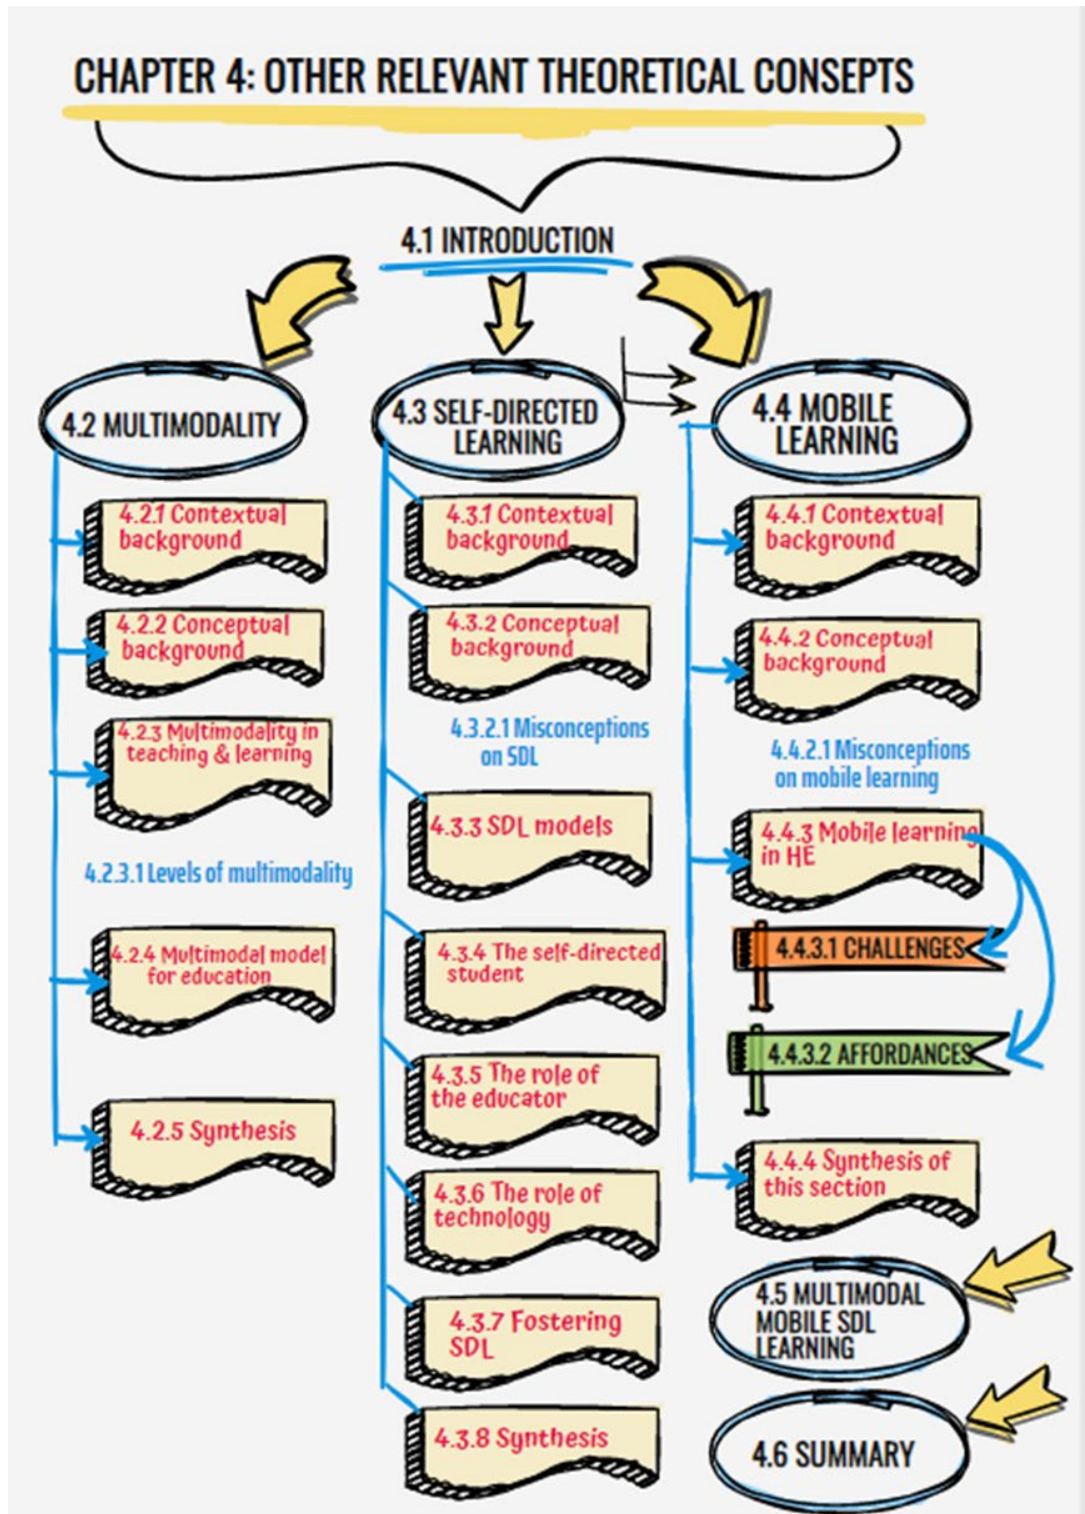 CHAPTER 4: OTHER RELEVANT THEORETICAL CONSEPTS
4.1 INTRODUCTION
4.2 MULTIMODALITY
4.2.1 Contextual
background
4.2.2 Conceptual
background
4.2.3 Multimodality in
teaching & learning
4.2.3.1 Levels of multimodality
4.2.4 Multimodal model
for education
4.2.5 Synthesis
4.3 SELF-DIRECTED
LEARNING
4.3.1 Contextual
background
4.3.2 Conceptual
background
4.3.2.1 Misconceptions
on SDL
4.3.3 SDL models
4.3.4 The self-directed
student
4.3.5 The role of
the educator
4.3.6 The role of
technology
4.3.7 Fostering
SDL
4.3.8 Synthesis
4.4 MOBILE
LEARNING
4.4.1 Contextual
background
4.4.2 Conceptual
background
4.4.2.1 Misconceptions
on mobile learning
4.4.3 Mobile learning
in HE
4.4.3.1 CHALLENGES
4.4.3.2 AFFORDANCES
4.4.4 Synthesis of
this section
4.5 MULTIMODAL
MOBILE SDL
LEARNING
4.6 SUMMARY